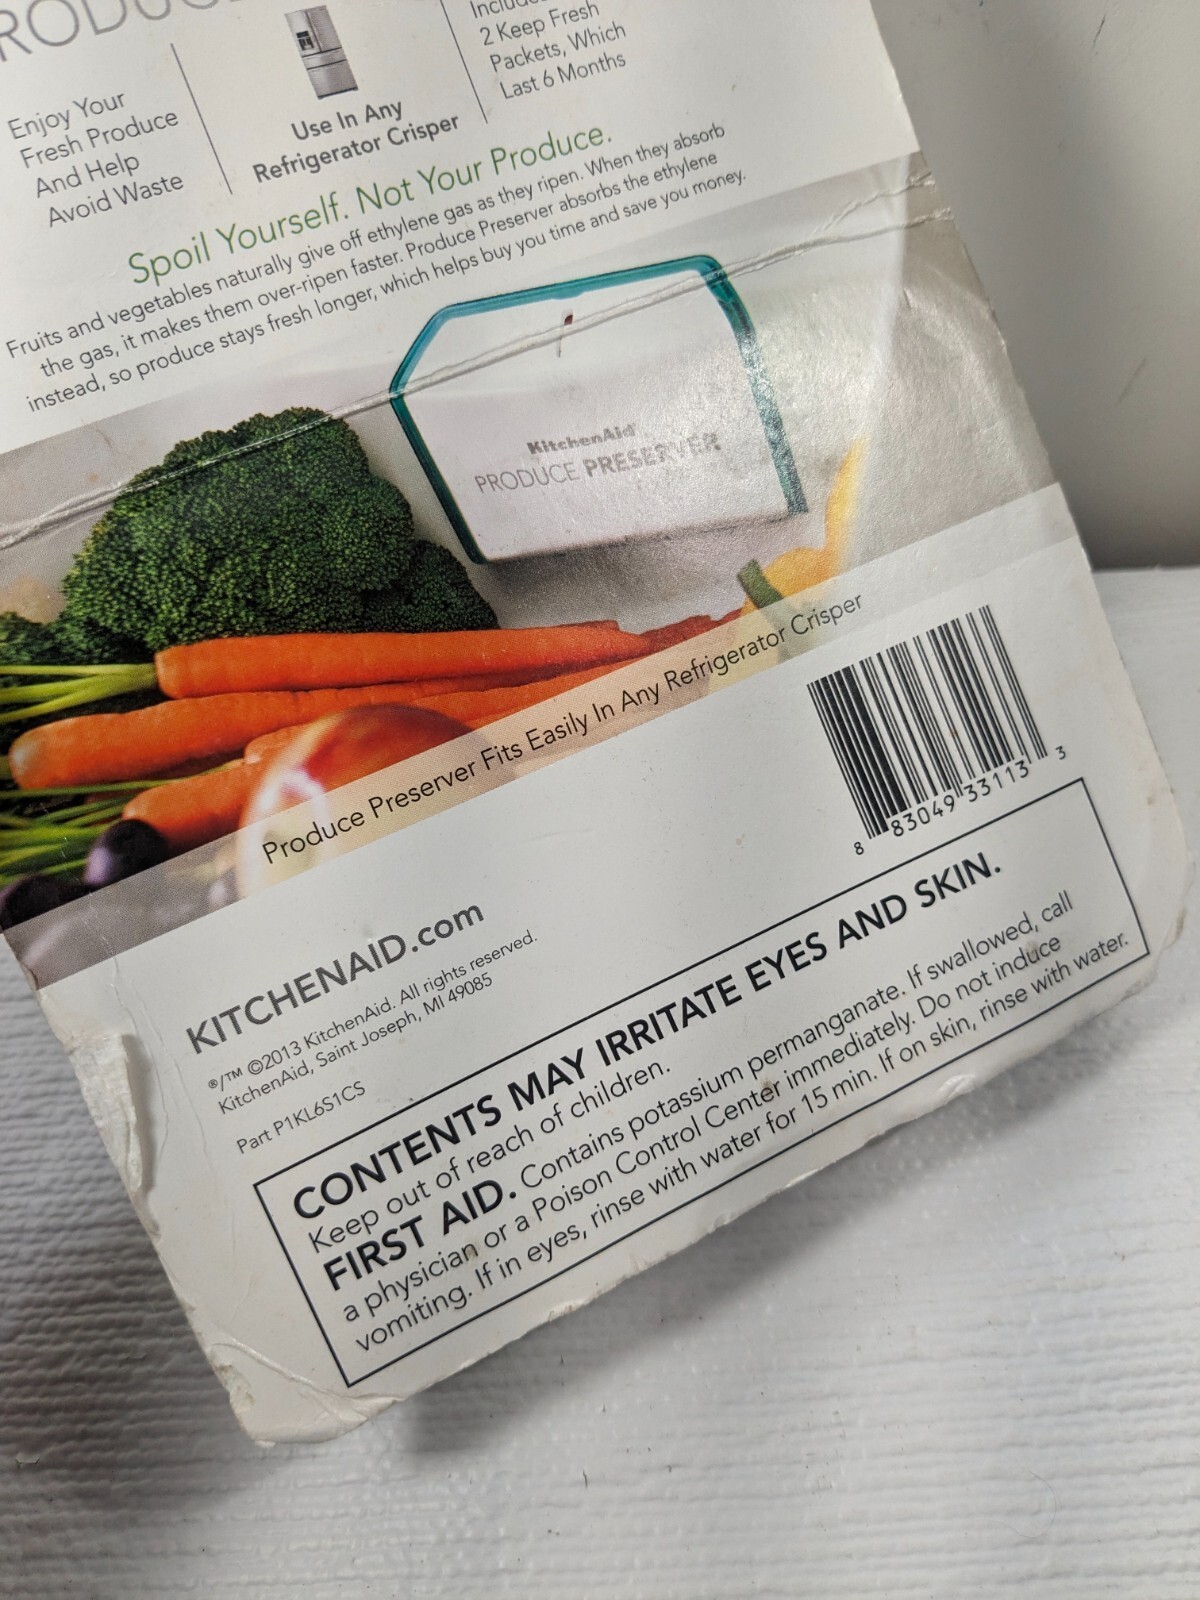 Enjoy Your
Fresh Produce
And Help
Avoid Waste
Use In Any
Refrigerator Crisper
2 Keep Fresh
Packets, Which
Last 6 Months
Spoil Yourself. Not Your Produce.
Fruits and vegetables naturally give off ethylene gas as they ripen. When they absorb
the gas, it makes them over-ripen faster. Produce Preserver absorbs the ethylene
instead, so produce stays fresh longer, which helps buy you time and save you money.
KitchenAid
PRODUCE PRESERVER
Produce Preserver Fits Easily In Any Refrigerator Crisper
8 83049 33113 3
KITCHENAID.com
®/™ ©2013 KitchenAid. All rights reserved.
KitchenAid, Saint Joseph, MI 49085
Part P1KL6S1CS
CONTENTS MAY IRRITATE EYES AND SKIN.
Keep out of reach of children.
FIRST AID. Contains potassium permanganate. If swallowed, call
a physician or a Poison Control Center immediately. Do not induce
vomiting. If in eyes, rinse with water for 15 min. If on skin, rinse with water.